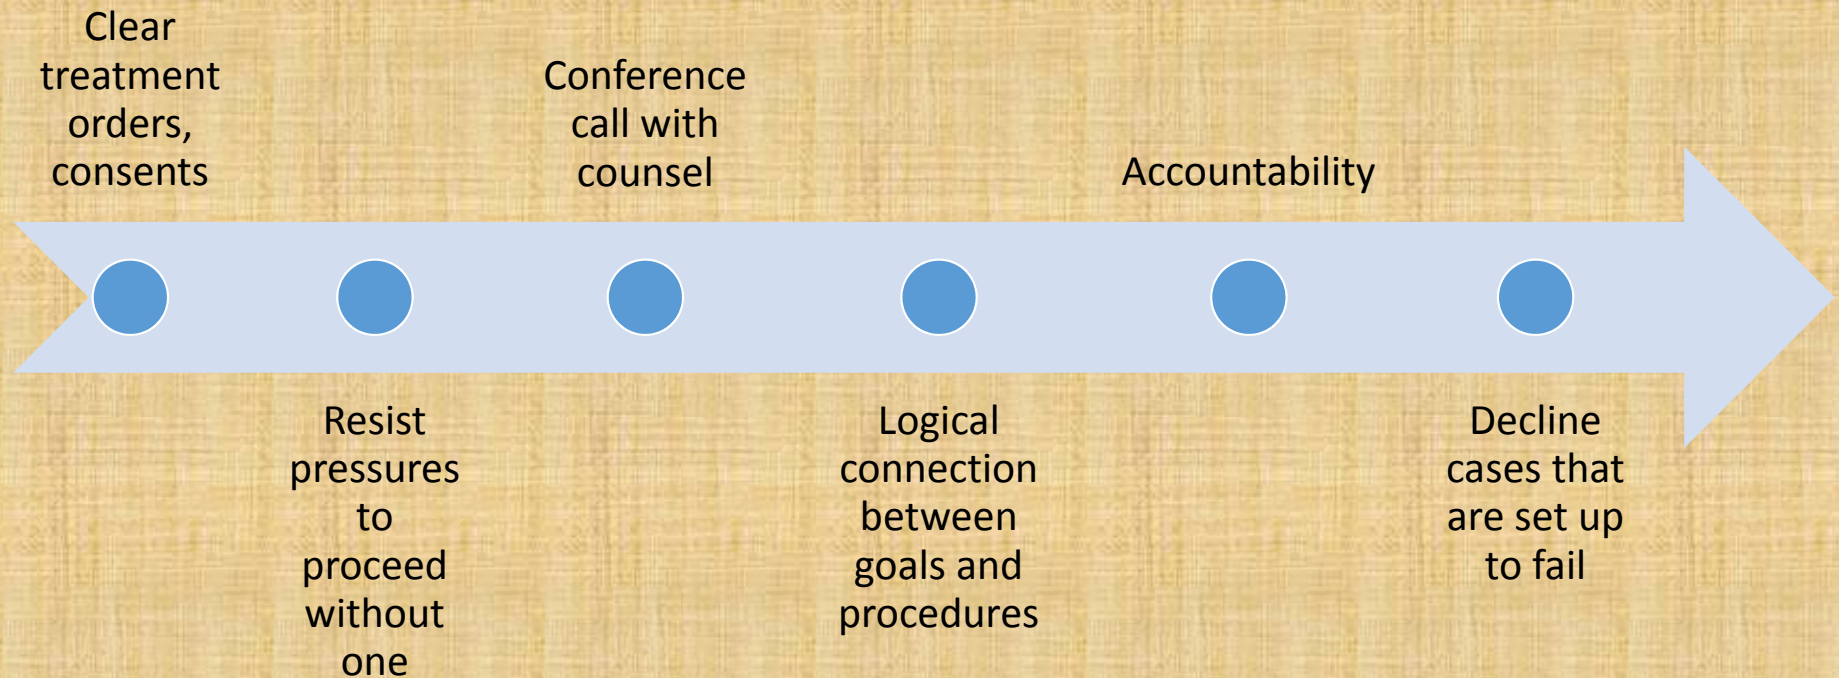 Clear
treatment
orders,
consents
Resist
pressures
to
proceed
without
one
Conference
call with
counsel
Logical
connection
between
goals and
procedures
Accountability
Decline
cases that
are set up
to fail